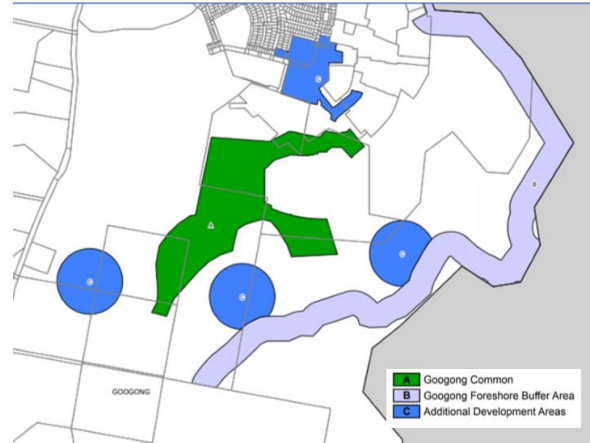 C
B
A
C
C
C
GOOGONG
A Googong Common
B Googong Foreshore Buffer Area
C Additional Development Areas